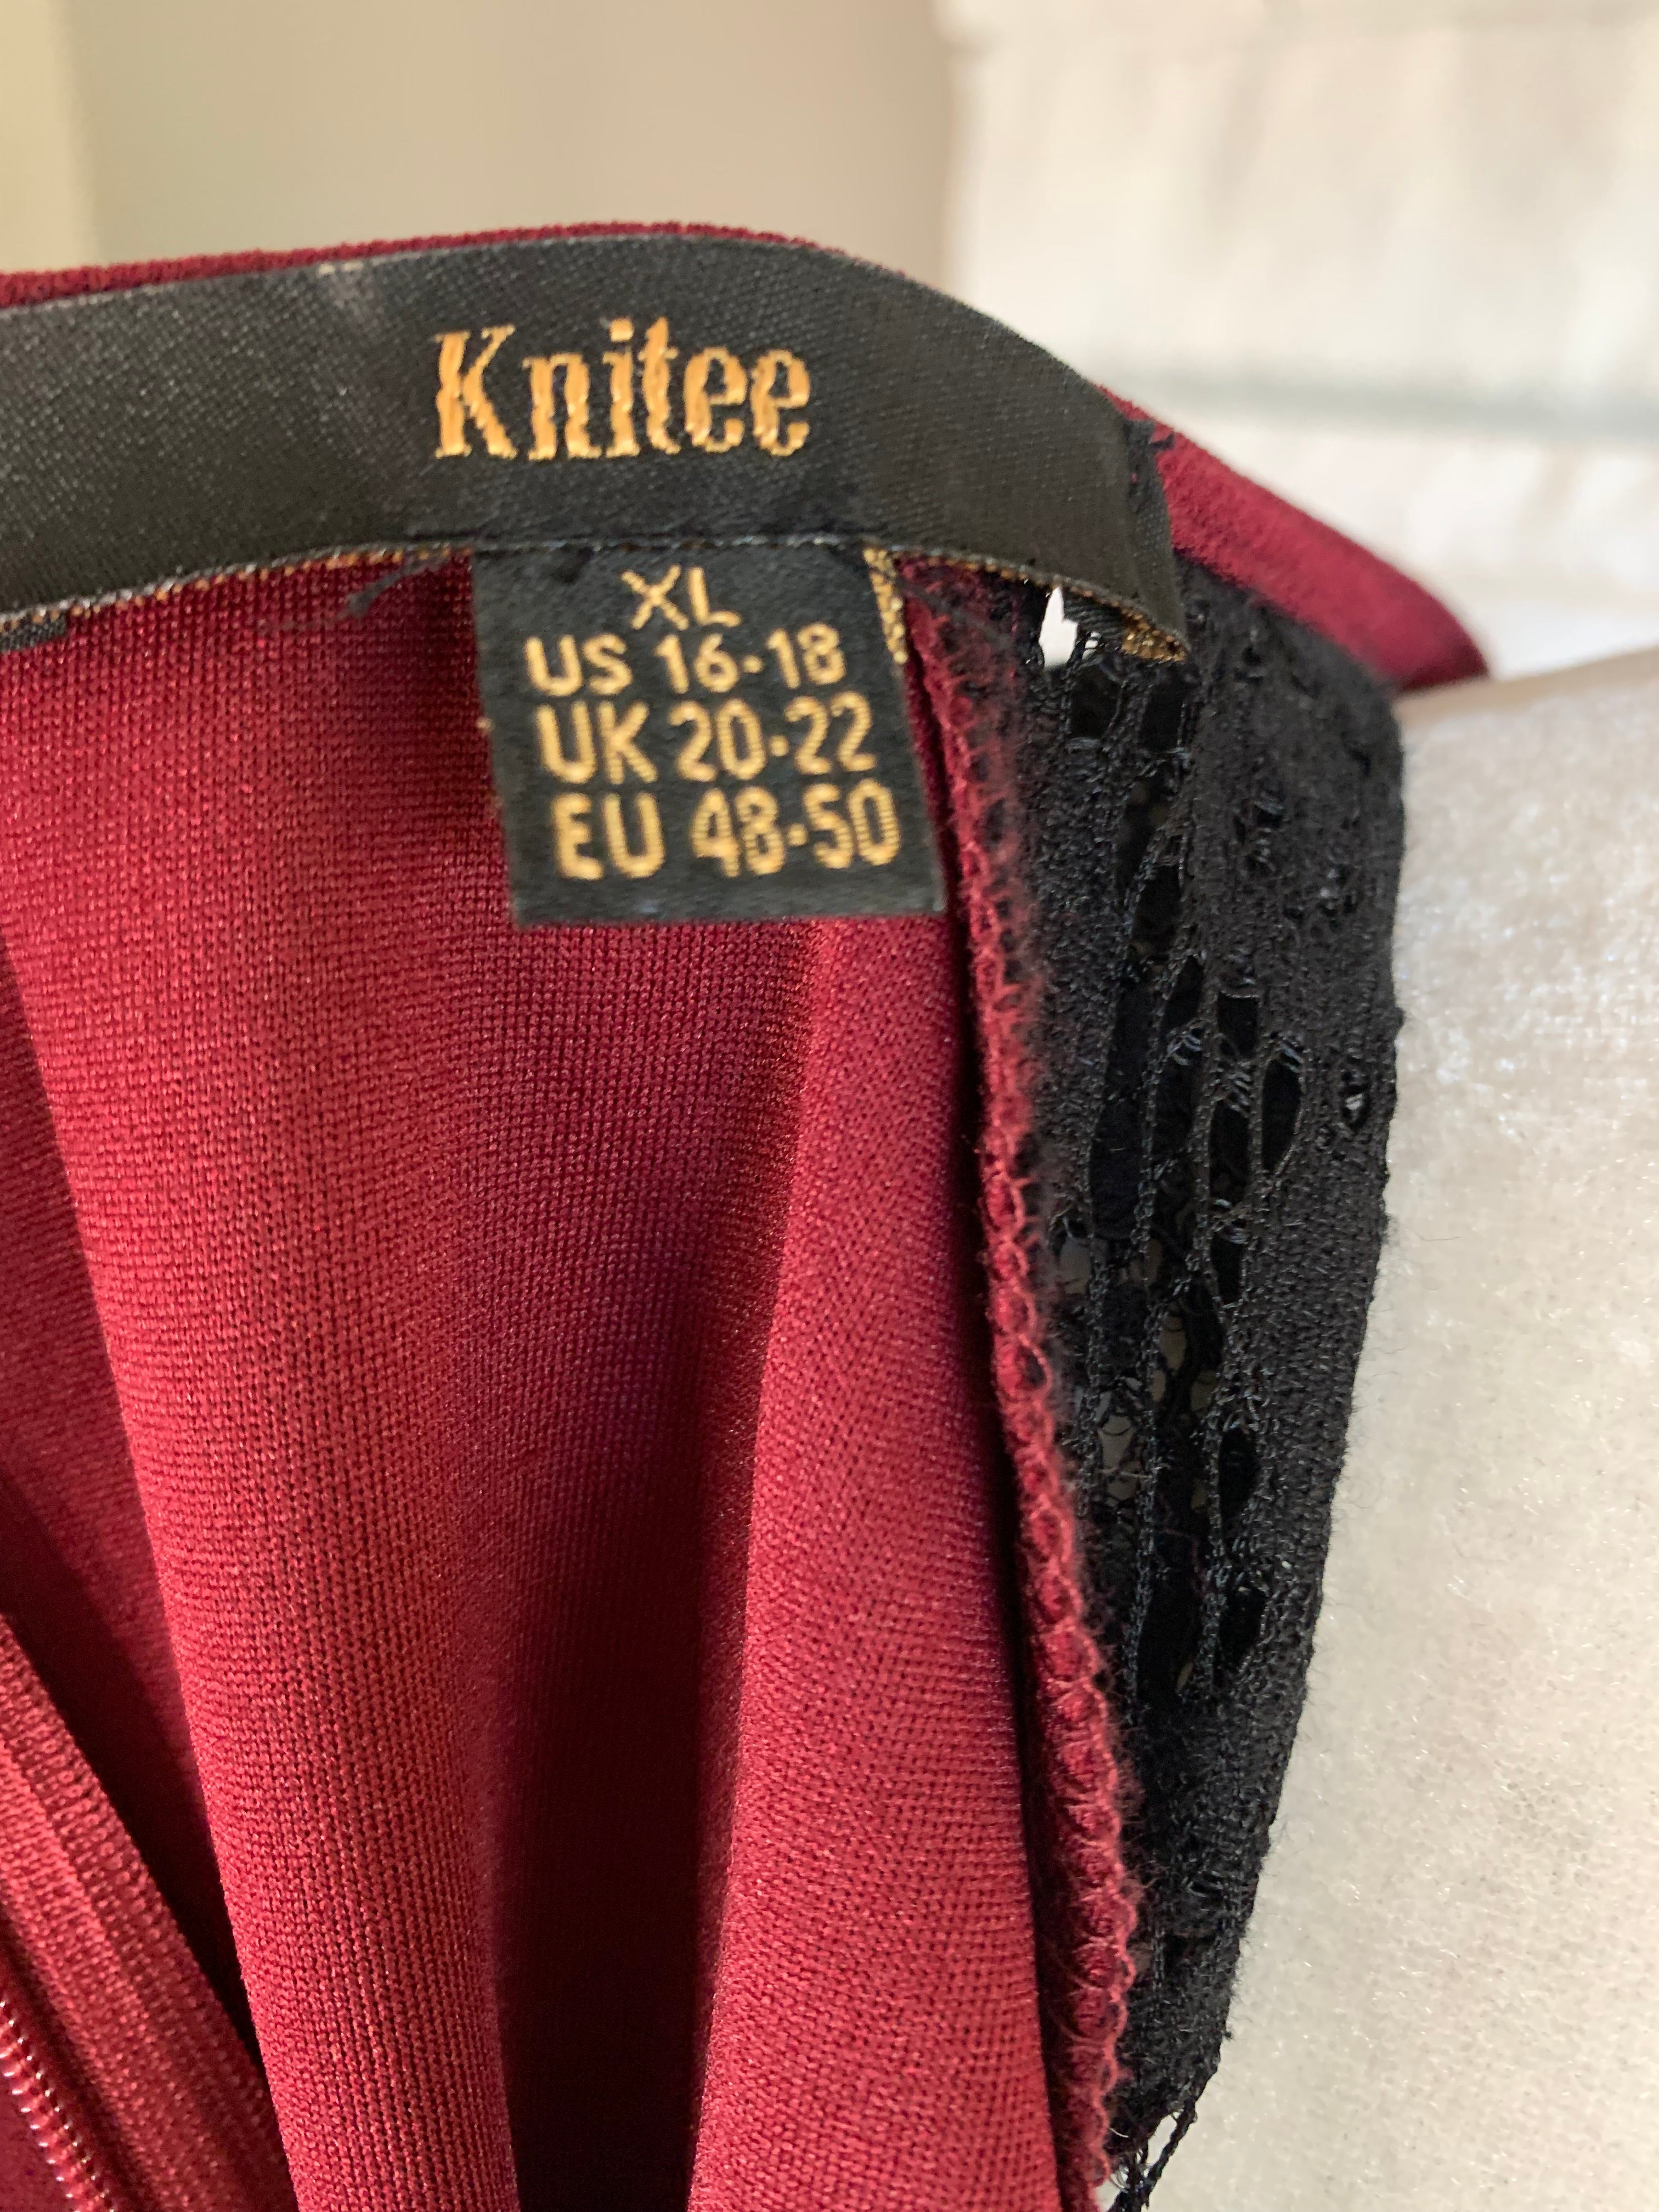 Knitee
XL
US 16-18
UK 20-22
EU 48-50